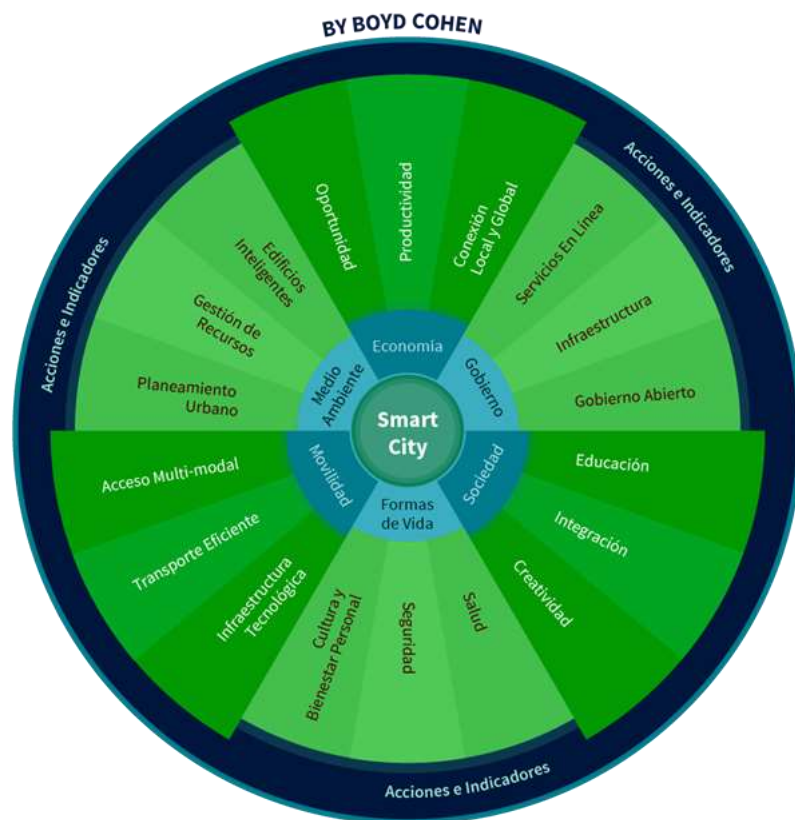 BY BOYD COHEN
Acciones e Indicadores
Acciones e Indicadores
Acciones e Indicadores
Smart
City
Economia
Oportunidad
Productividad
Conexión
Local y Global
Gobierno
Servicios En Linea
Infraestructura
Gobierno Abierto
Sociedad
Educación
Integración
Creatividad
Formas
de Vida
Salud
Seguridad
Cultura y
Bienestar Personal
Movilidad
Infraestructura
Tecnológica
Transporte Eficiente
Acceso Multi-modal
Medio
Ambiente
Planeamiento
Urbano
Gestión de
Recursos
Edificios
Inteligentes